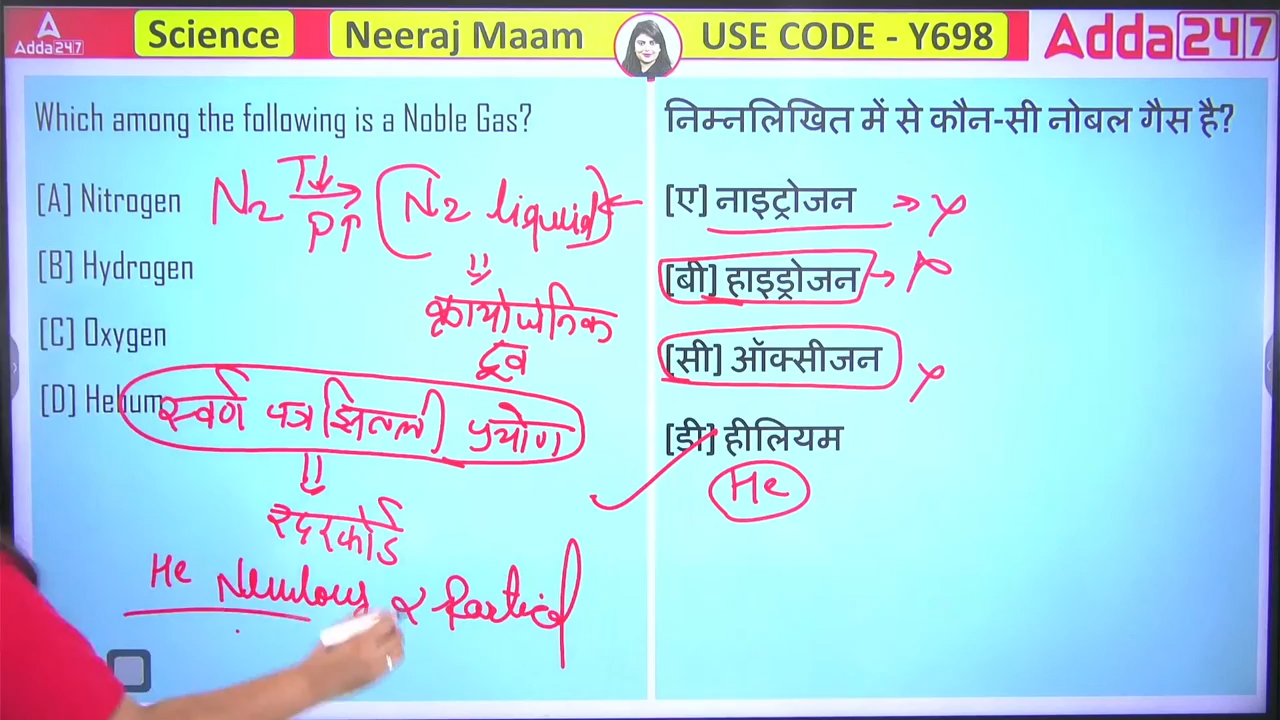 Adda247
Science
Neeraj Maam
USE CODE - Y698
Adda247
Which among the following is a Noble Gas?
[A] Nitrogen
[B] Hydrogen
[C] Oxygen
[D] Helium
N2 T↓ P↑ → (N2 liquid) ←
क्रायोजनिक
द्रव
स्वर्ण पत्र झिल्ली प्रयोग
रदरफोर्ड
He α Particl
निम्नलिखित में से कौन-सी नोबल गैस है?
[ए] नाइट्रोजन
[बी] हाइड्रोजन
[सी] ऑक्सीजन
[डी] हीलियम
He